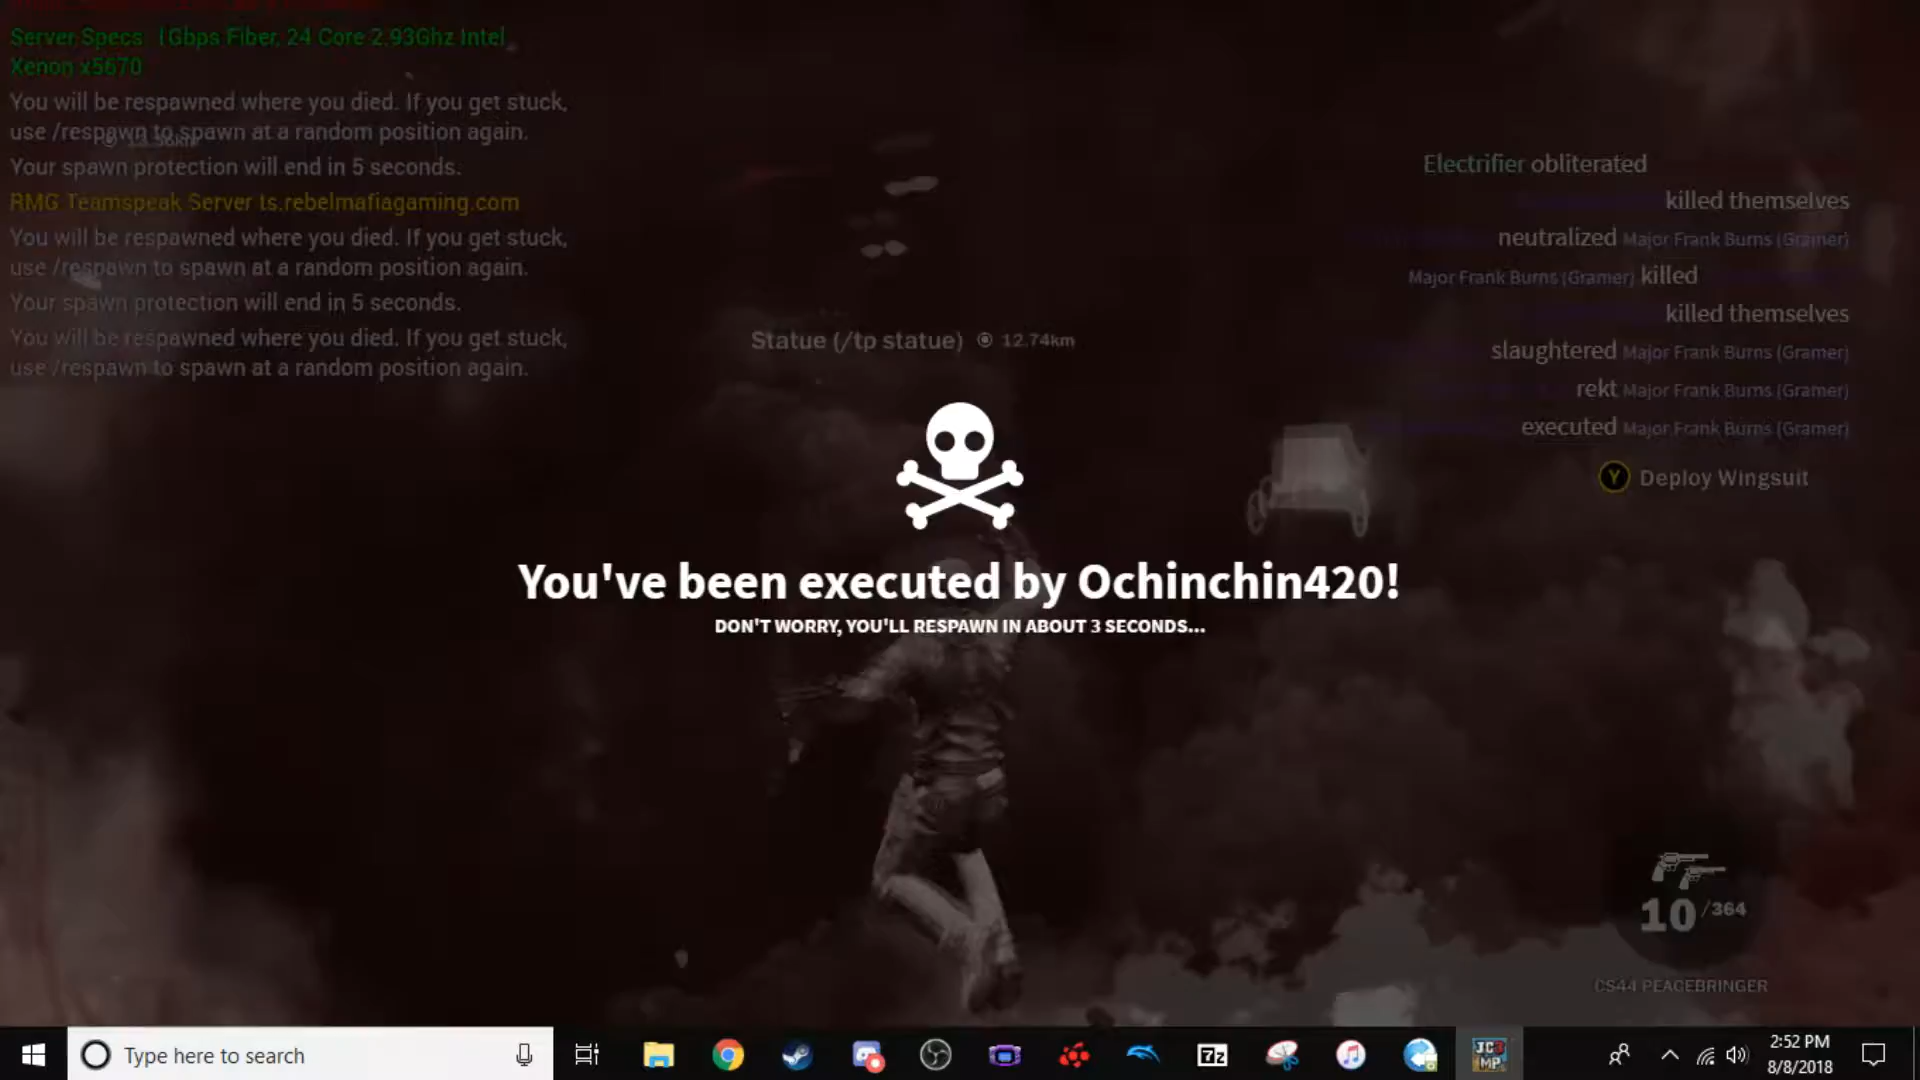 Server Specs: 1Gbps Fiber, 24 Core 2.93Ghz Intel
Xenon x5670
You will be respawned where you died. If you get stuck,
use /respawn to spawn at a random position again.
Your spawn protection will end in 5 seconds.
RMG Teamspeak Server ts.rebelmafiagaming.com
You will be respawned where you died. If you get stuck,
use /respawn to spawn at a random position again.
Your spawn protection will end in 5 seconds.
You will be respawned where you died. If you get stuck,
use /respawn to spawn at a random position again.
Electrifier obliterated
killed themselves
neutralized Major Frank Burns (Gramer)
Major Frank Burns (Gramer) killed
killed themselves
slaughtered Major Frank Burns (Gramer)
rekt Major Frank Burns (Gramer)
executed Major Frank Burns (Gramer)
Y Deploy Wingsuit
Statue (/tp statue) 12.74km
You've been executed by Ochinchin420!
DON'T WORRY, YOU'LL RESPAWN IN ABOUT 3 SECONDS...
10/364
CS44 PEACEBRINGER
Type here to search
7z
JC3
MP
2:52 PM
8/8/2018